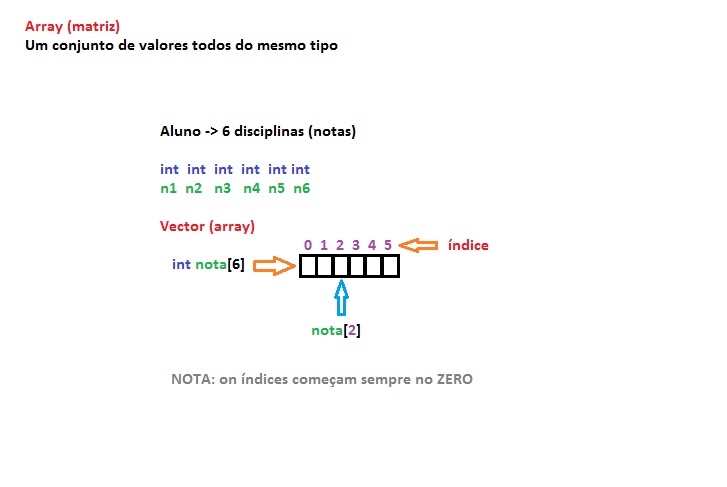 Array (matriz)
Um conjunto de valores todos do mesmo tipo
Aluno -> 6 disciplinas (notas)
int int int int int int
n1 n2 n3 n4 n5 n6
Vector (array)
0 1 2 3 4 5 índice
int nota[6]
nota[2]
NOTA: on índices começam sempre no ZERO